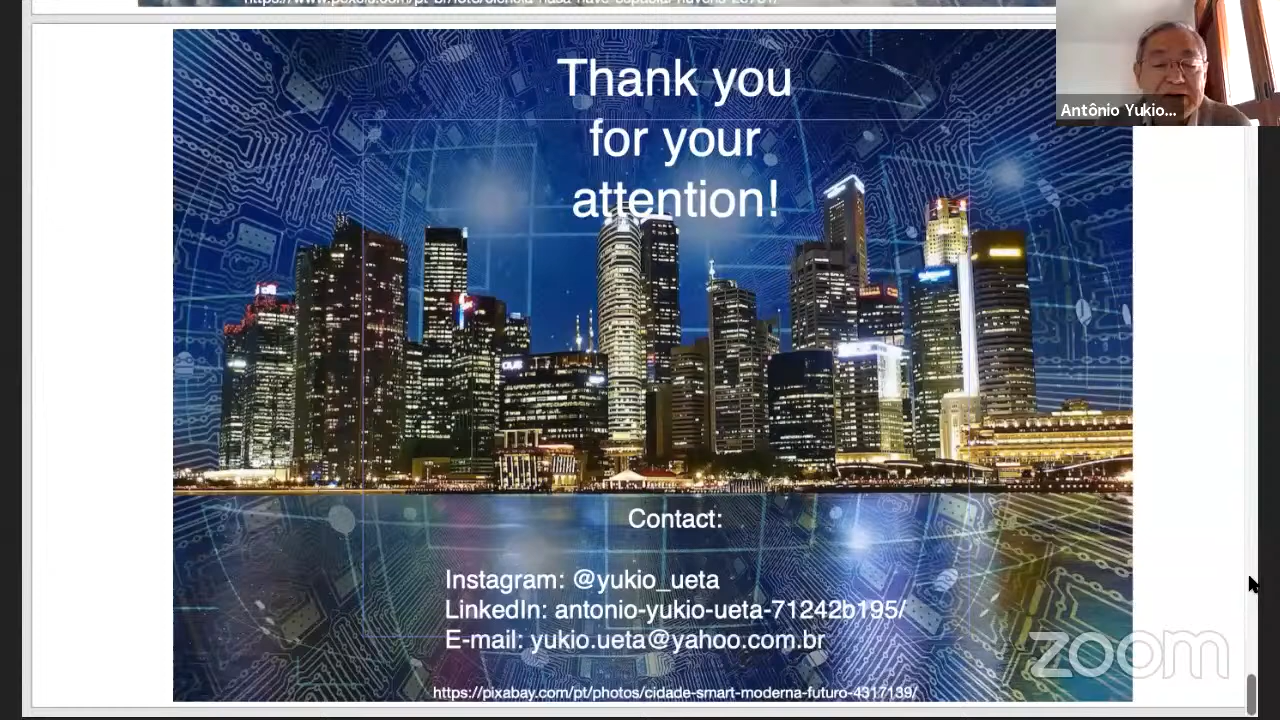 Antônio Yukio...
Thank you
for your
attention!
Contact:
Instagram: @yukio_ueta
LinkedIn: antonio-yukio-ueta-71242b195/
E-mail: yukio.ueta@yahoo.com.br
zoom
https://pixabay.com/pt/photos/cidade-smart-moderna-futuro-4317139/